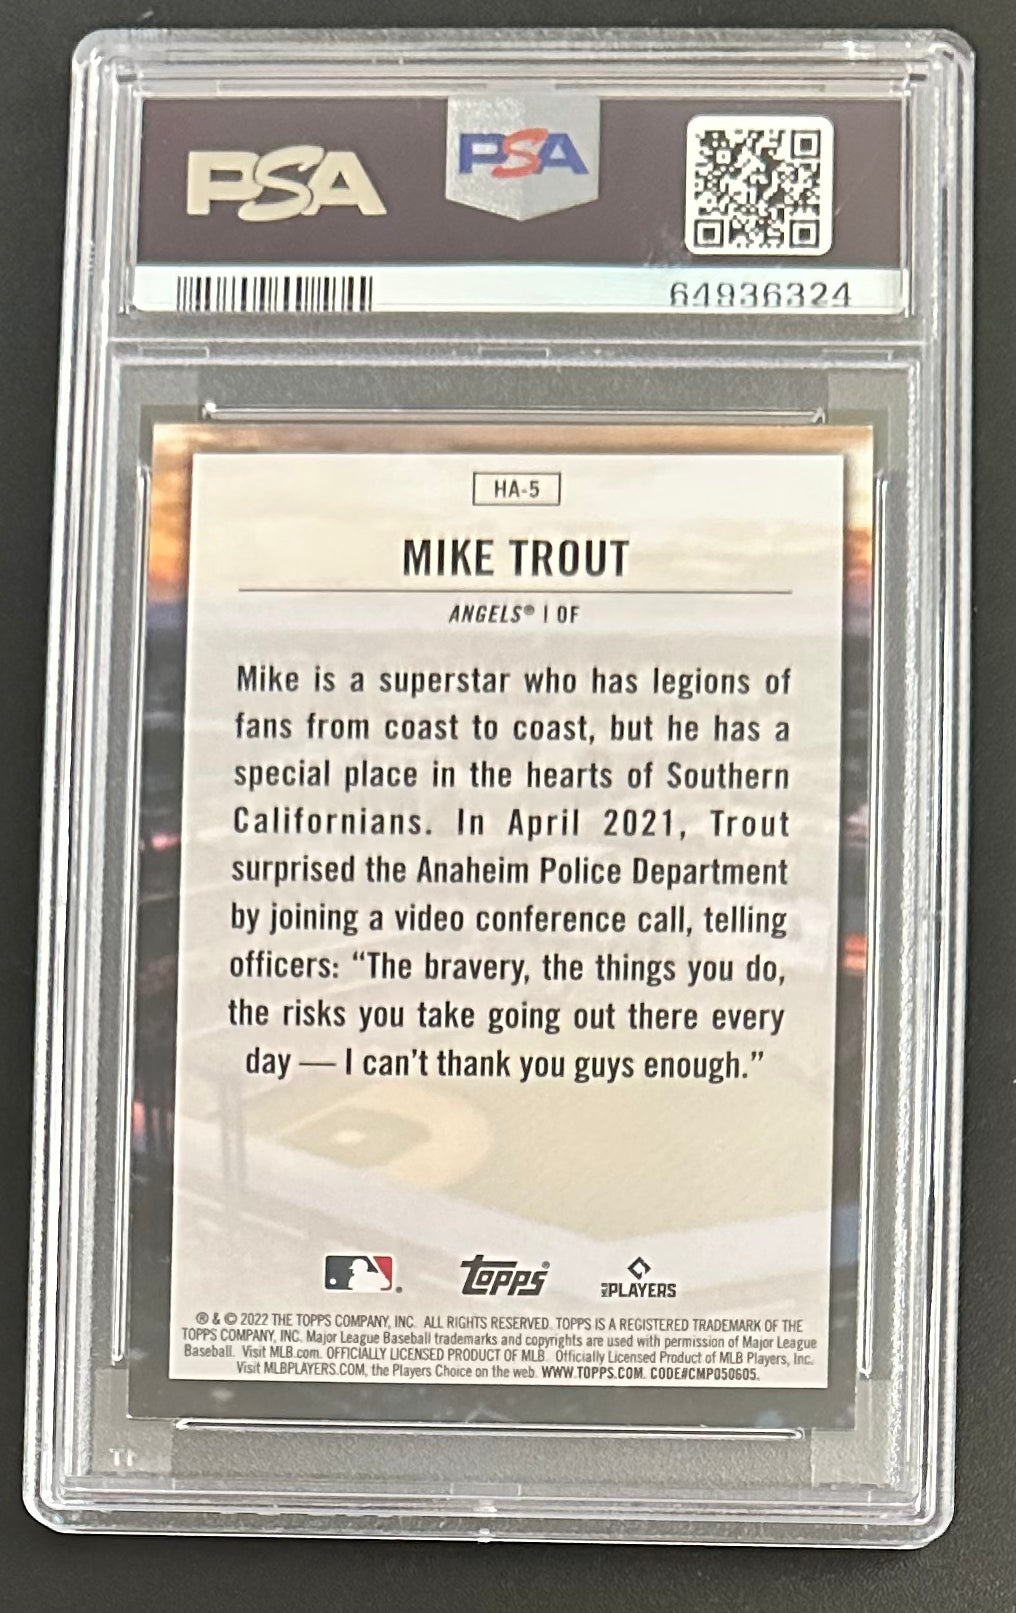 PSA PSA
64936324
HA-5
MIKE TROUT
ANGELS® | OF
Mike is a superstar who has legions of
fans from coast to coast, but he has a
special place in the hearts of Southern
Californians. In April 2021, Trout
surprised the Anaheim Police Department
by joining a video conference call, telling
officers: “The bravery, the things you do,
the risks you take going out there every
day — I can't thank you guys enough.”
Topps® PLAYERS
® & © 2022 THE TOPPS COMPANY, INC. ALL RIGHTS RESERVED. TOPPS IS A REGISTERED TRADEMARK OF THE
TOPPS COMPANY, INC. Major League Baseball trademarks and copyrights are used with permission of Major League
Baseball. Visit MLB.com. OFFICIALLY LICENSED PRODUCT OF MLB. Officially Licensed Product of MLB Players, Inc.
Visit MLBPLAYERS.COM, the Players Choice on the web. WWW.TOPPS.COM. CODE#CMP050605.